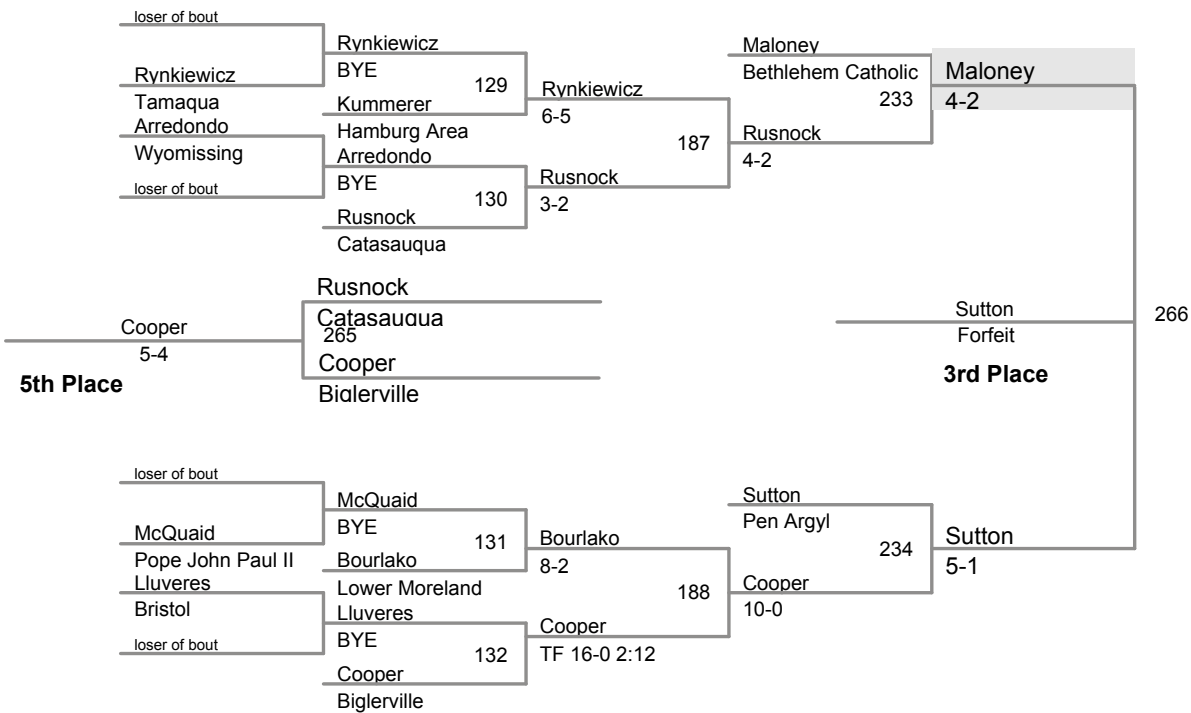 loser of bout
Rynkiewicz
Tamaqua
Arredondo
Wyomissing
loser of bout
Rynkiewicz
BYE
129
Kummerer
Hamburg Area
Arredondo
BYE
130
Rusnock
Catasauqua
Rynkiewicz
6-5
187
Rusnock
3-2
Maloney
Bethlehem Catholic
233
Rusnock
4-2
Maloney
4-2
Rusnock
Catasauqua
265
Cooper
Biglerville
Cooper
5-4
5th Place
Sutton
Forfeit
266
3rd Place
loser of bout
McQuaid
Pope John Paul II
Lluveres
Bristol
loser of bout
McQuaid
BYE
131
Bourlako
Lower Moreland
Lluveres
BYE
132
Cooper
Biglerville
Bourlako
8-2
188
Cooper
TF 16-0 2:12
Sutton
Pen Argyl
234
Cooper
10-0
Sutton
5-1